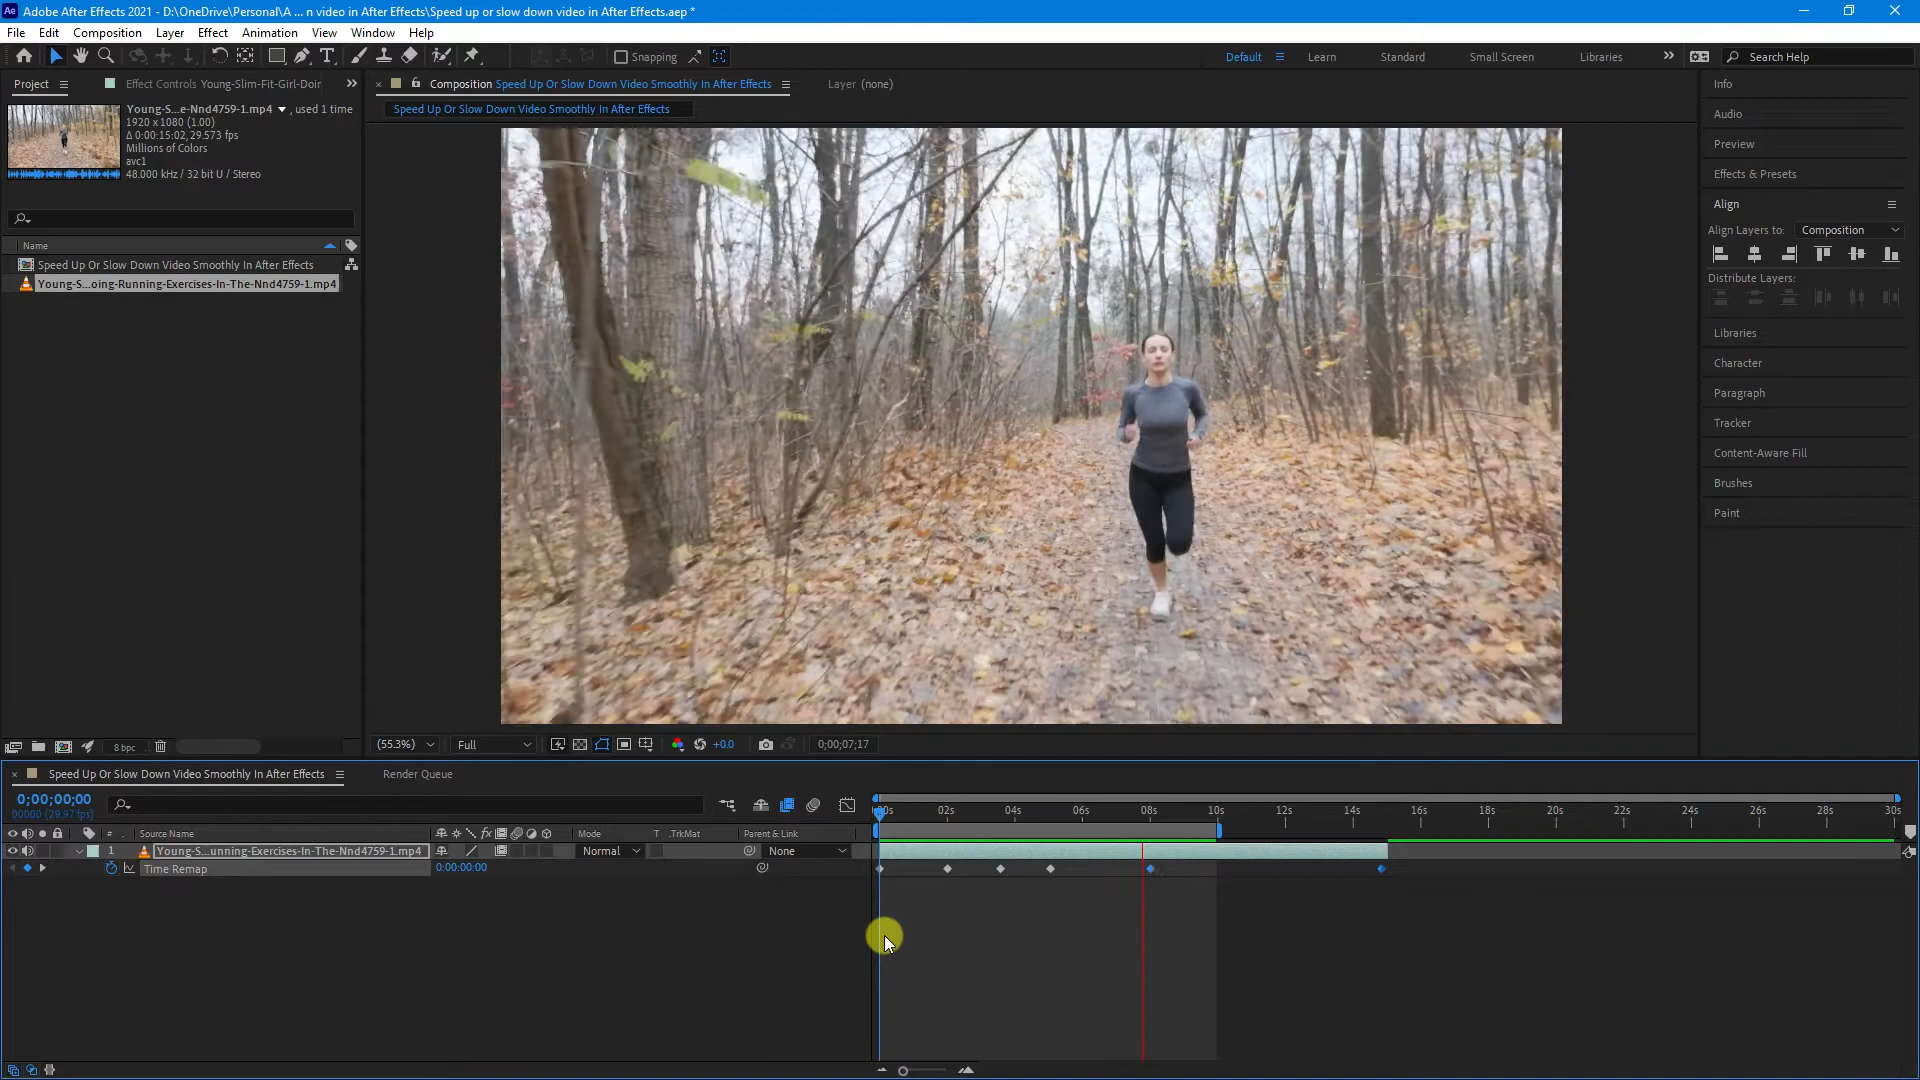 Ae Adobe After Effects 2021 - D:\OneDrive\Personal\A ... n video in After Effects\Speed up or slow down video in After Effects.aep *
File Edit Composition Layer Effect Animation View Window Help
Snapping Default Learn Standard Small Screen Libraries Search Help
Project Effect Controls Young-Slim-Fit-Girl-Doir
Composition Speed Up Or Slow Down Video Smoothly In After Effects Layer (none)
Speed Up Or Slow Down Video Smoothly In After Effects
Young-S...e-Nnd4759-1.mp4 , used 1 time
1920 x 1080 (1.00)
Δ 0:00:15:02, 29.573 fps
Millions of Colors
avc1
48.000 kHz / 32 bit U / Stereo
Name
Speed Up Or Slow Down Video Smoothly In After Effects
Young-S...oing-Running-Exercises-In-The-Nnd4759-1.mp4
Info
Audio
Preview
Effects & Presets
Align
Align Layers to: Composition
Distribute Layers:
Libraries
Character
Paragraph
Tracker
Content-Aware Fill
Brushes
Paint
8 bpc
(55.3%) Full +0.0 0;00;07;17
Speed Up Or Slow Down Video Smoothly In After Effects Render Queue
0;00;00;00
00000 (29.97 fps)
:00s 02s 04s 06s 08s 10s 12s 14s 16s 18s 20s 22s 24s 26s 28s 30s
# Source Name fx Mode T .TrkMat Parent & Link
1 Young-S...unning-Exercises-In-The-Nnd4759-1.mp4 Normal None
Time Remap 0:00:00:00